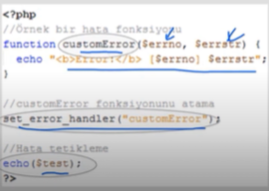 <?php
//Örnek bir hata fonksiyonu
function customError($errno, $errstr) {
echo "<b>Error:</b> [$errno] $errstr";
}
//customError fonksiyonunu atama
set_error_handler("customError");
//Hata tetikleme
echo($test);
?>